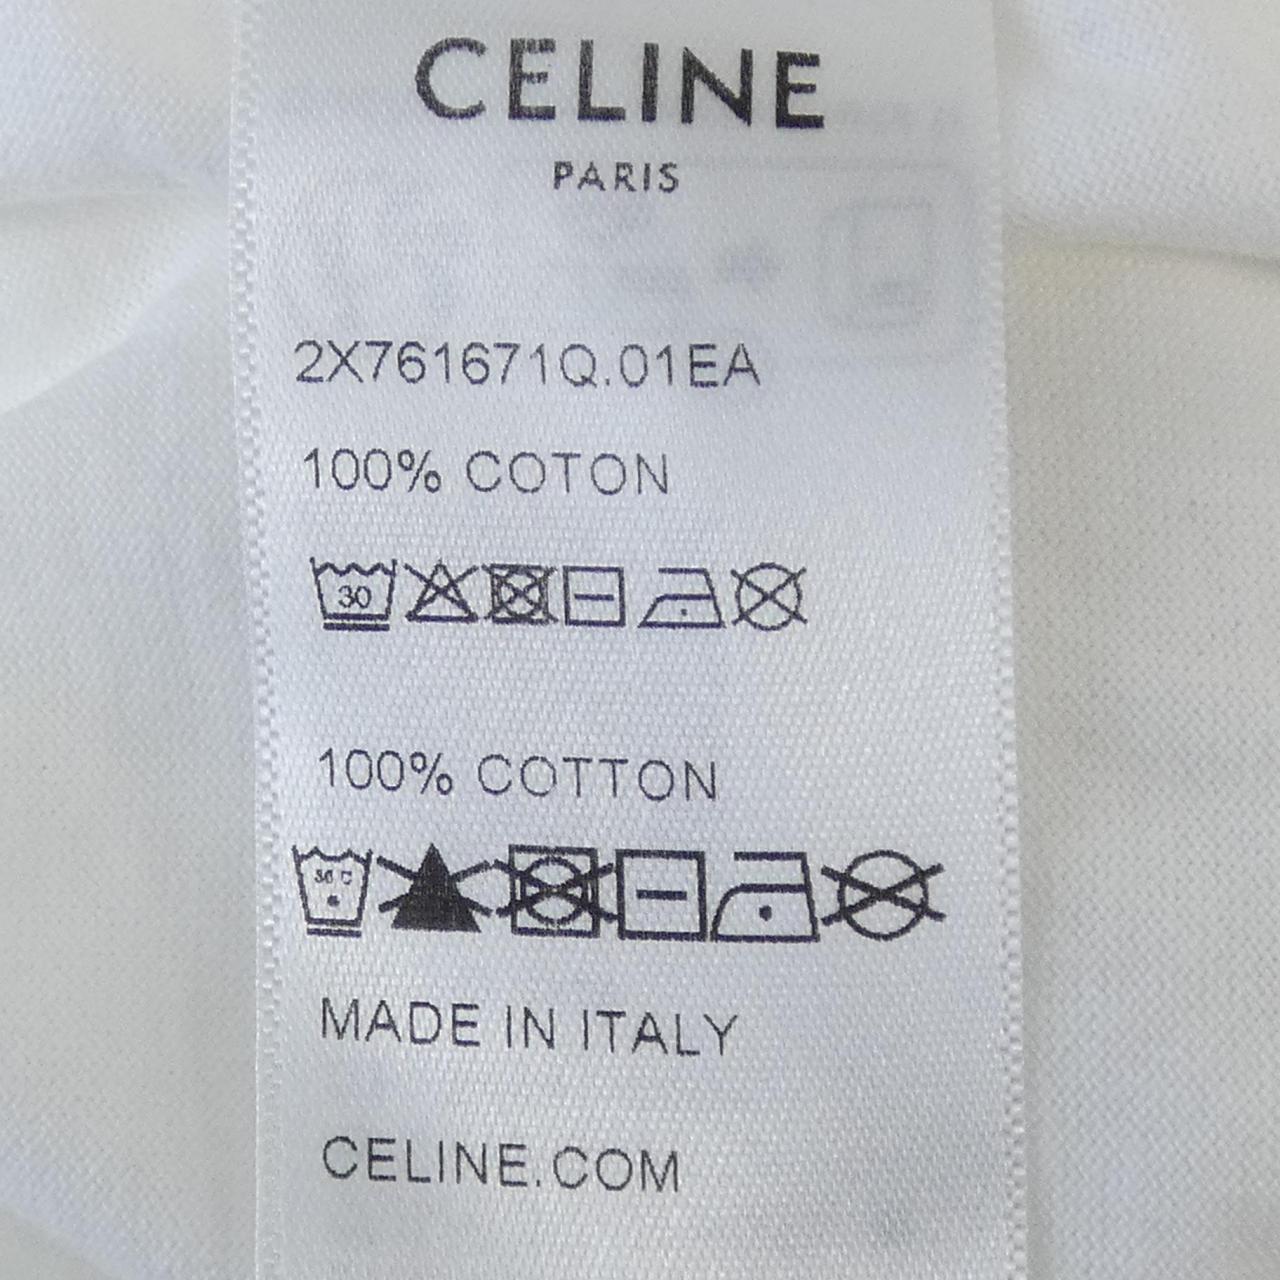 CELINE
PARIS
2X761671Q.01EA
100% COTON
30
100% COTTON
30°C
MADE IN ITALY
CELINE.COM